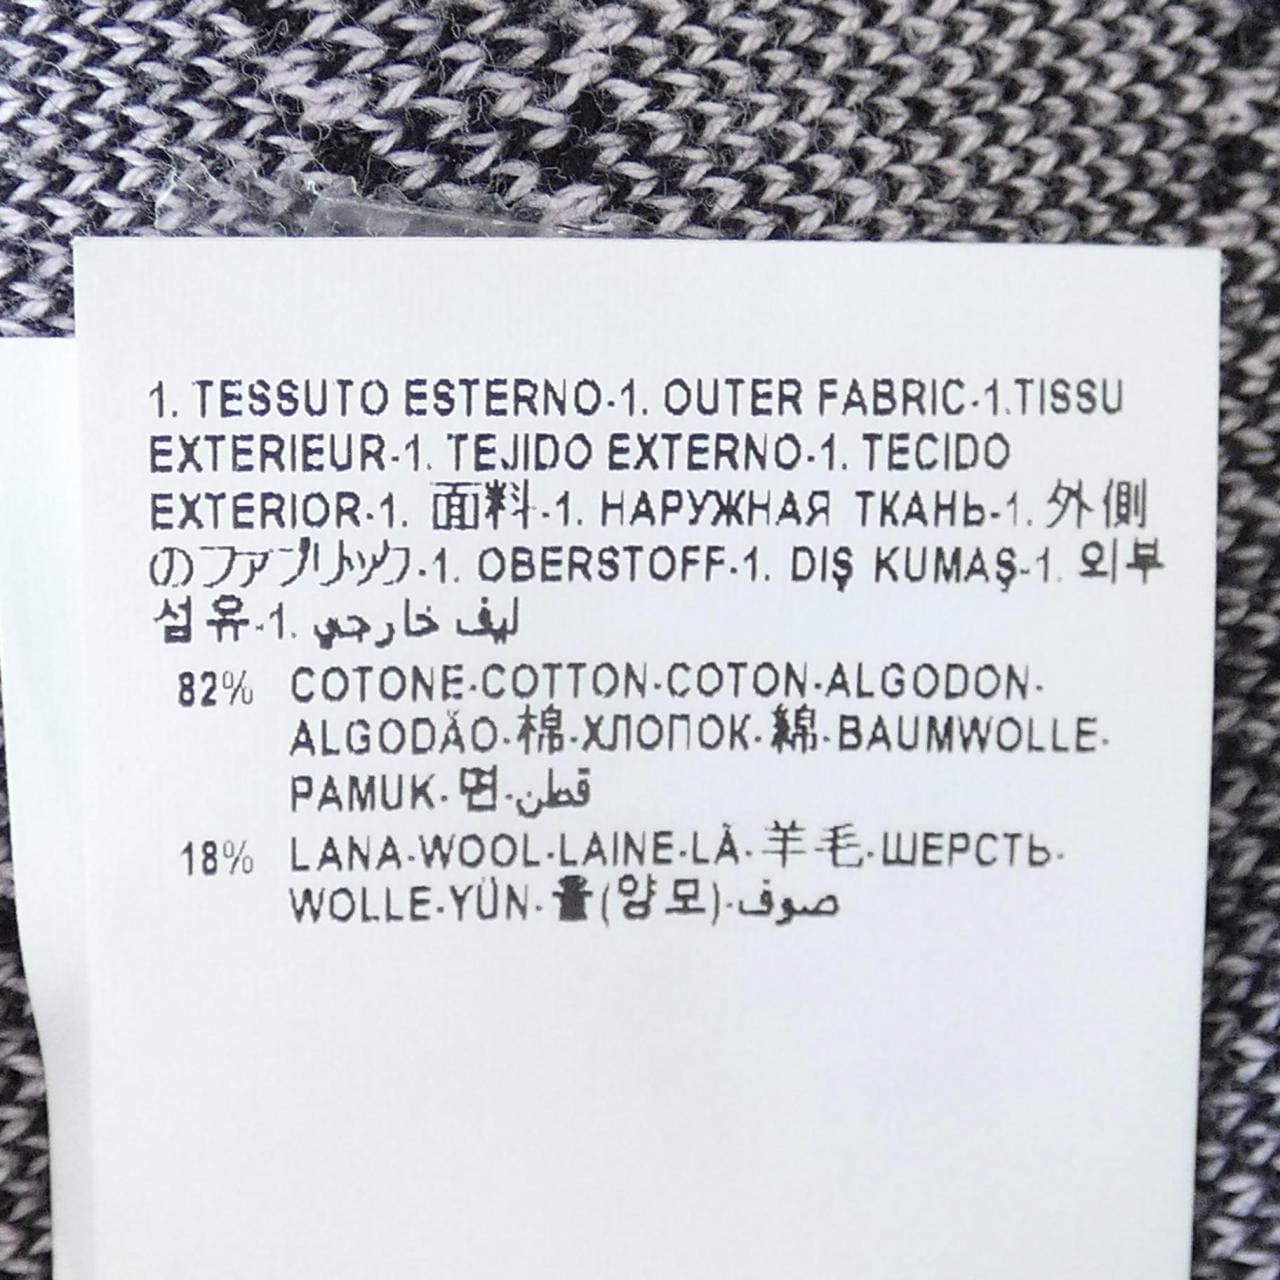 1. TESSUTO ESTERNO-1. OUTER FABRIC-1.TISSU
EXTERIEUR-1. TEJIDO EXTERNO-1. TECIDO
EXTERIOR-1. 面料-1. НАРУЖНАЯ ТКАНЬ-1. 外側
のファブリック-1. OBERSTOFF-1. DIŞ KUMAŞ-1. 외부
섬유-1. ليف خارجي
82% COTONE-COTTON-COTON-ALGODON-
ALGODÃO-棉-ХЛОПОК-綿-BAUMWOLLE-
PAMUK-면-قطن
18% LANA-WOOL-LAINE-LÃ-羊毛-ШЕРСТЬ-
WOLLE-YÜN-울(양모)-صوف